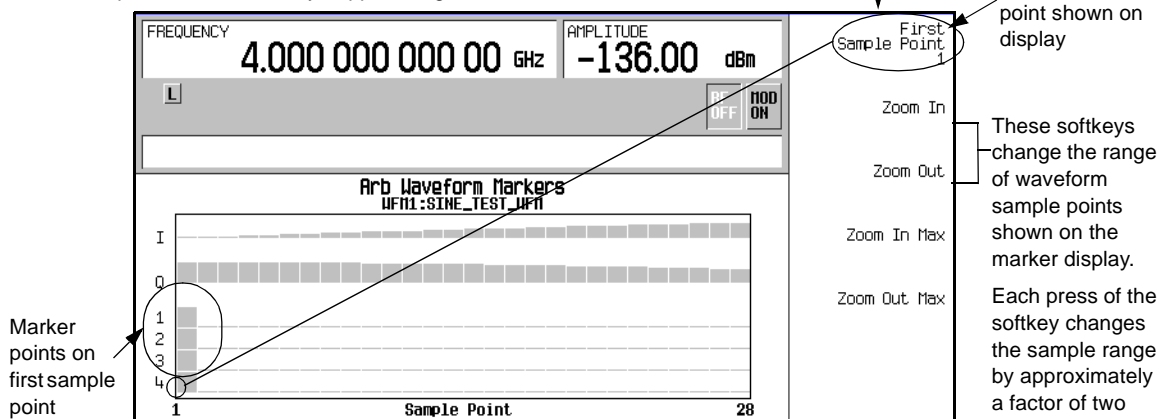 point shown on
display
FREQUENCY
4.000 000 000 00 GHz
AMPLITUDE
-136.00 dBm
L
RF
OFF
MOD
ON
First
Sample Point
1
Zoom In
Zoom Out
Zoom In Max
Zoom Out Max
Arb Waveform Markers
WFM1:SINE_TEST_WFM
I
Q
1
2
3
4
1
Sample Point
28
Marker
points on
first sample
point
These softkeys
change the range
of waveform
sample points
shown on the
marker display.
Each press of the
softkey changes
the sample range
by approximately
a factor of two